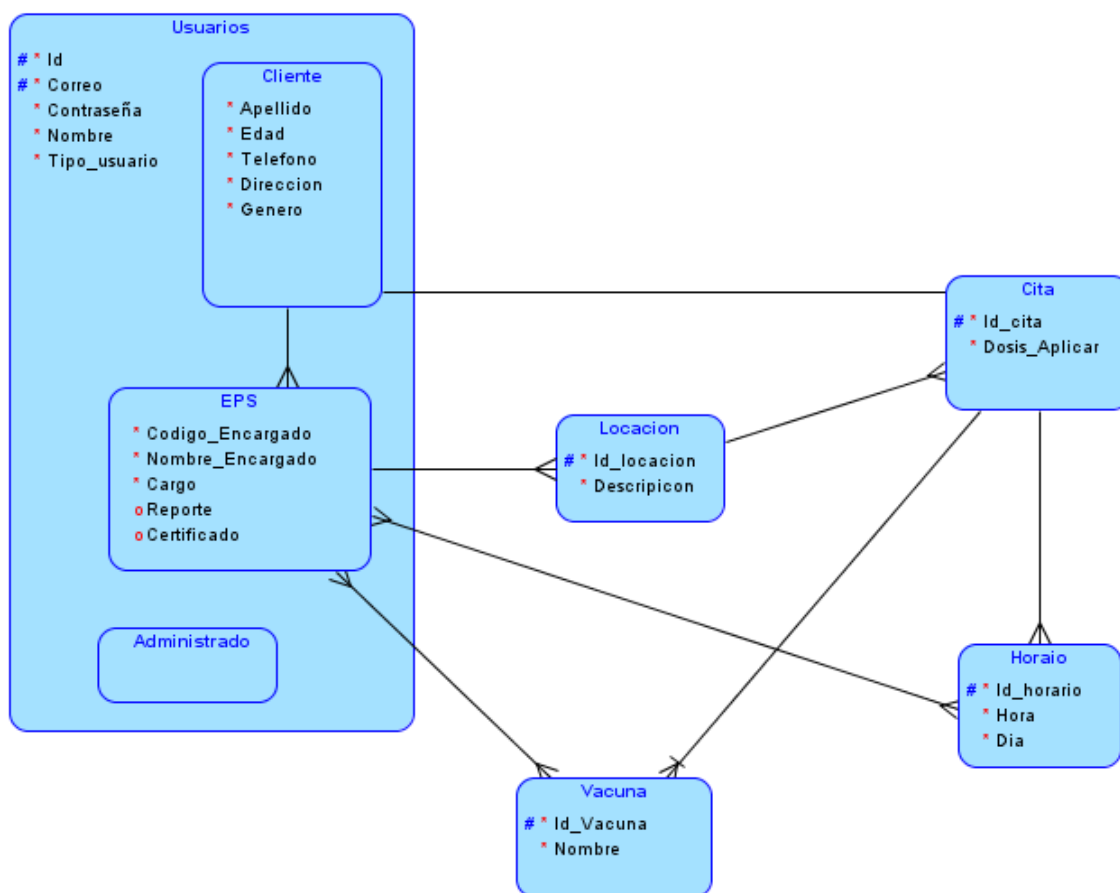 Usuarios
# * Id
# * Correo
* Contraseña
* Nombre
* Tipo_usuario
Cliente
* Apellido
* Edad
* Telefono
* Direccion
* Genero
EPS
* Codigo_Encargado
* Nombre_Encargado
* Cargo
o Reporte
o Certificado
Administrado
Locacion
# * Id_locacion
* Descripicon
Cita
# * Id_cita
* Dosis_Aplicar
Horaio
# * Id_horario
* Hora
* Dia
Vacuna
# * Id_Vacuna
* Nombre